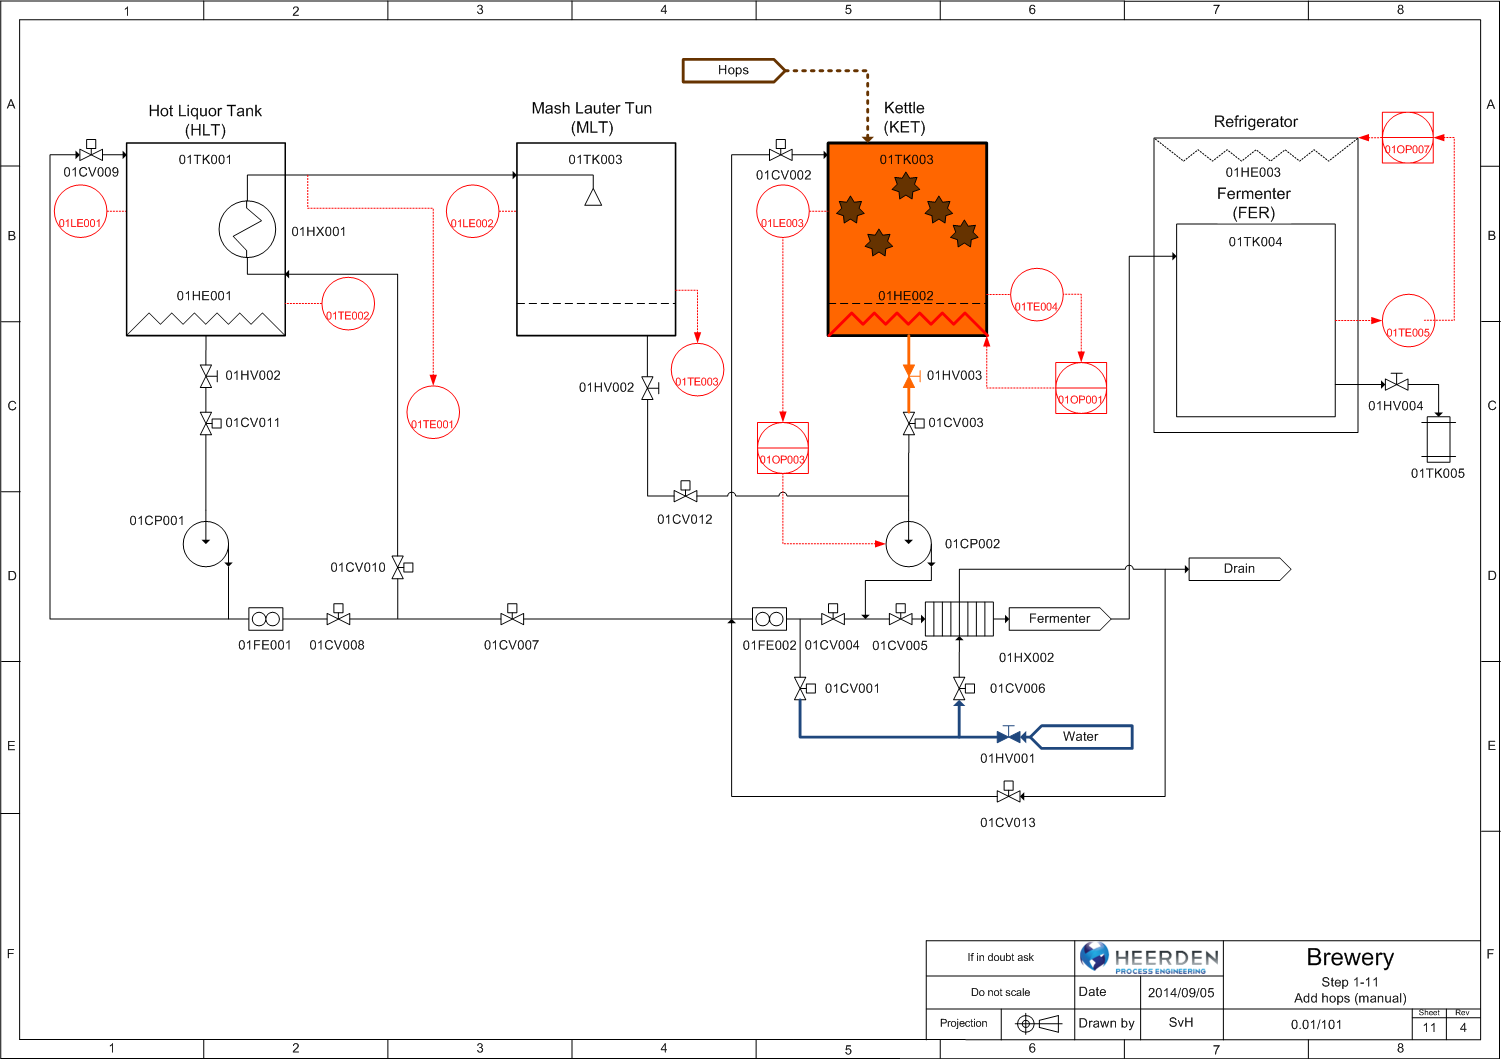 1 2 3 4 5 6 7 8
A A
B B
C C
D D
E E
F F
1 2 3 4 5 6 7 8
Hops
Hot Liquor Tank
(HLT)
Mash Lauter Tun
(MLT)
Kettle
(KET)
Refrigerator
01TK001
01TK003
01TK003
01CV009
01CV002
01OP007
01HE003
Fermenter
(FER)
01TK004
01LE001
01HX001
01LE002
01LE003
01HE001
01TE002
01HE002
01TE004
01TE005
01HV002
01CV011
01TE001
01HV002
01TE003
01HV003
01CV003
01OP001
01OP003
01HV004
01TK005
01CP001
01CV012
01CP002
01CV010
Drain
01FE001
01CV008
01CV007
01FE002
01CV004
01CV005
Fermenter
01HX002
01CV001
01CV006
Water
01HV001
01CV013
If in doubt ask
HEERDEN
PROCESS ENGINEERING
Brewery
Step 1-11
Add hops (manual)
Do not scale
Date
2014/09/05
Projection
Drawn by
SvH
0.01/101
Sheet
11
Rev
4